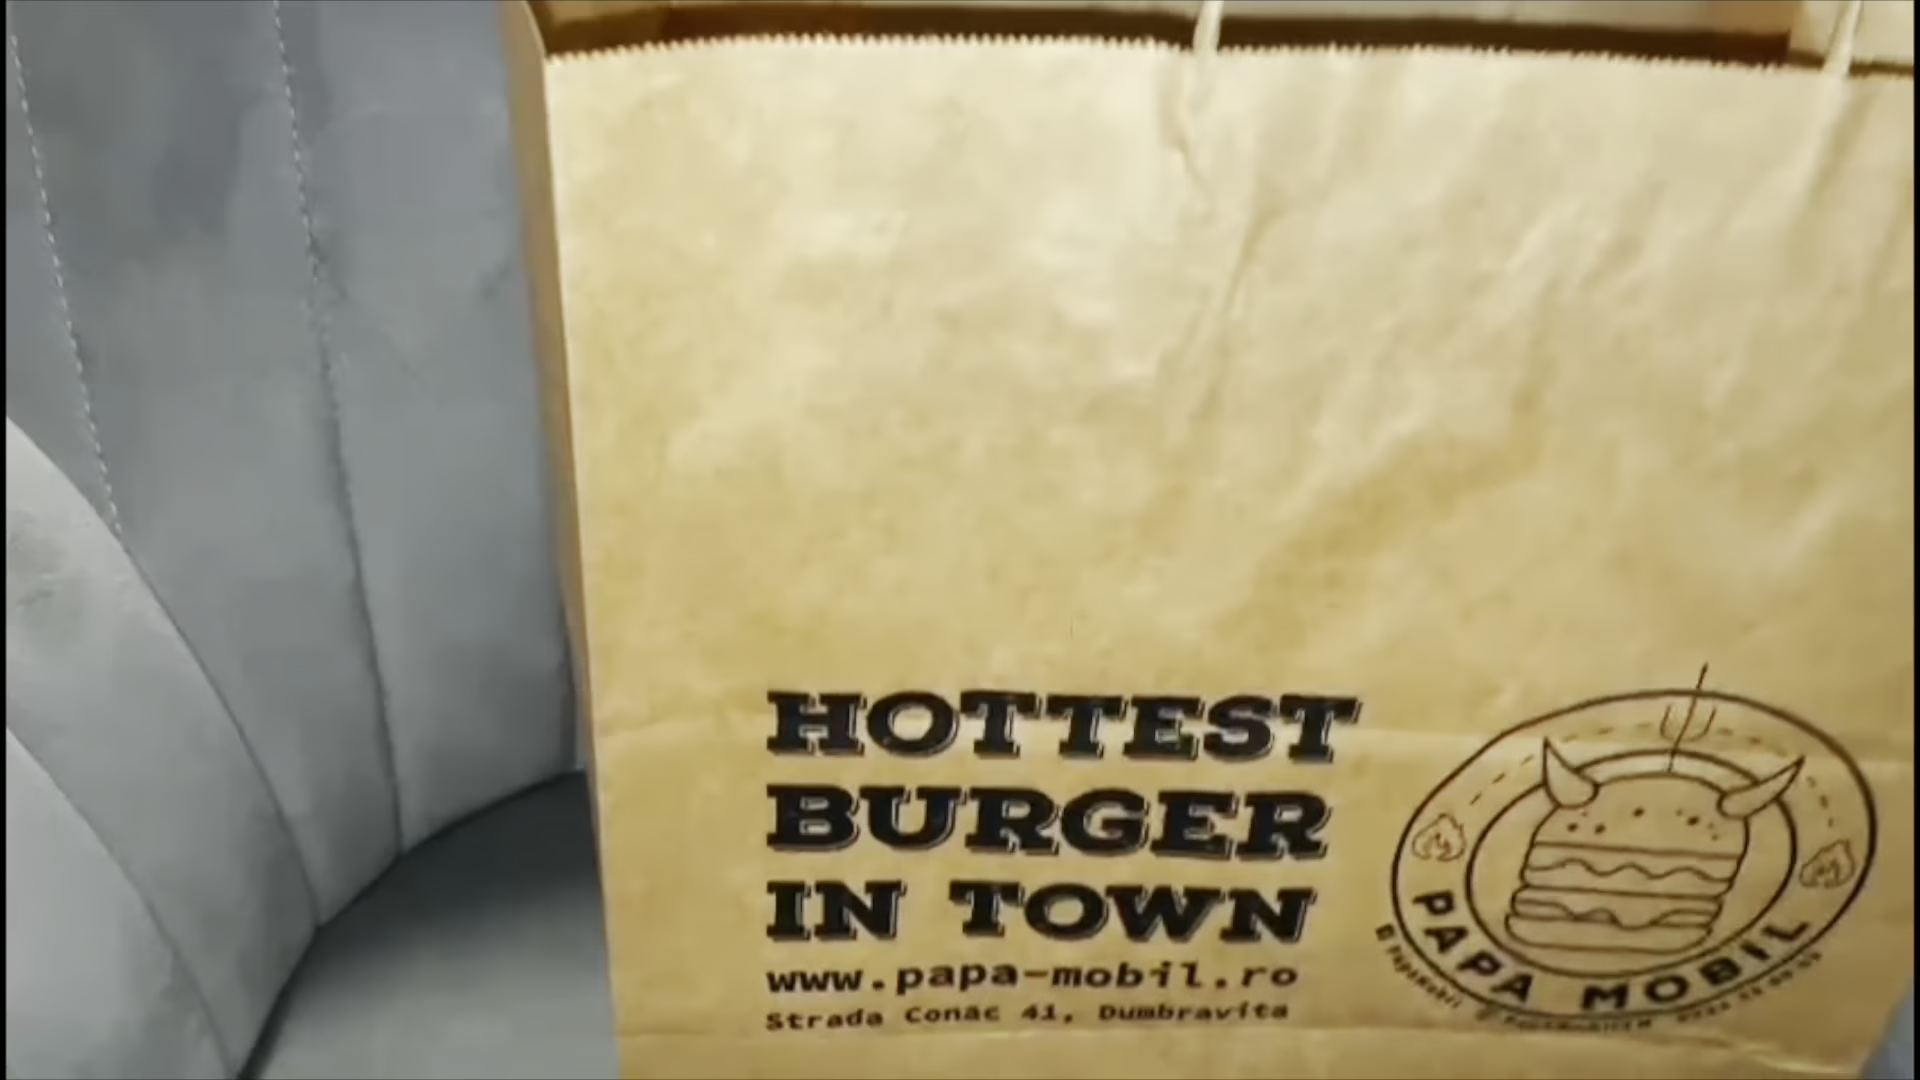 HOTTEST
BURGER
IN TOWN
www.papa-mobil.ro
Strada Conac 41, Dumbravita
PAPA MOBIL